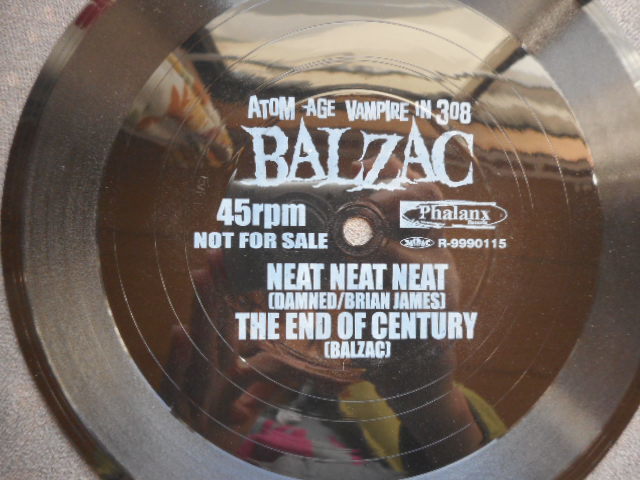 ATOM-AGE VAMPIRE IN 308
BALZAC
45rpm
NOT FOR SALE
Phalanx
Records
R-9990115
NEAT NEAT NEAT
(DAMNED/BRIAN JAMES)
THE END OF CENTURY
(BALZAC)